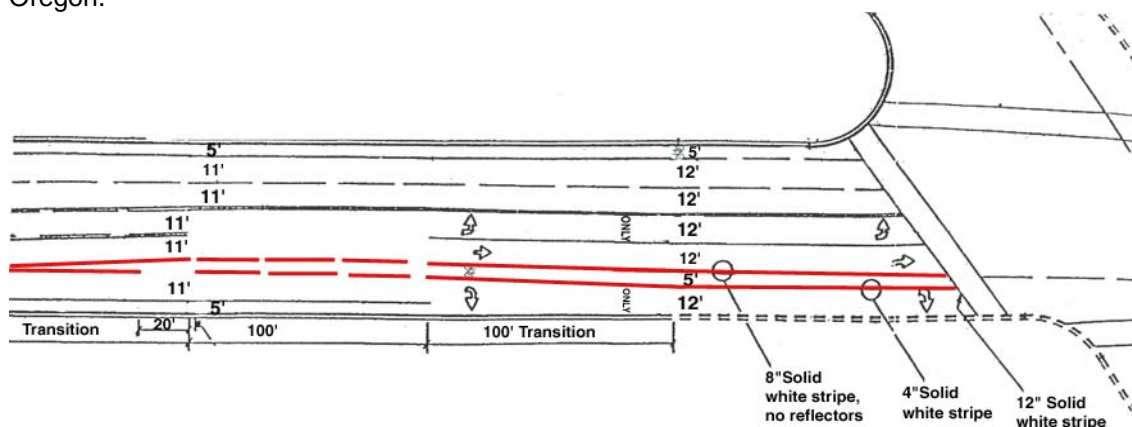 Oregon.
5'
5'
11'
12'
11'
12'
11'
ONLY
12'
11'
12'
5'
11'
ONLY
12'
5'
Transition
20'
100'
100' Transition
8"Solid
white stripe,
no reflectors
4"Solid
white stripe
12" Solid
white stripe